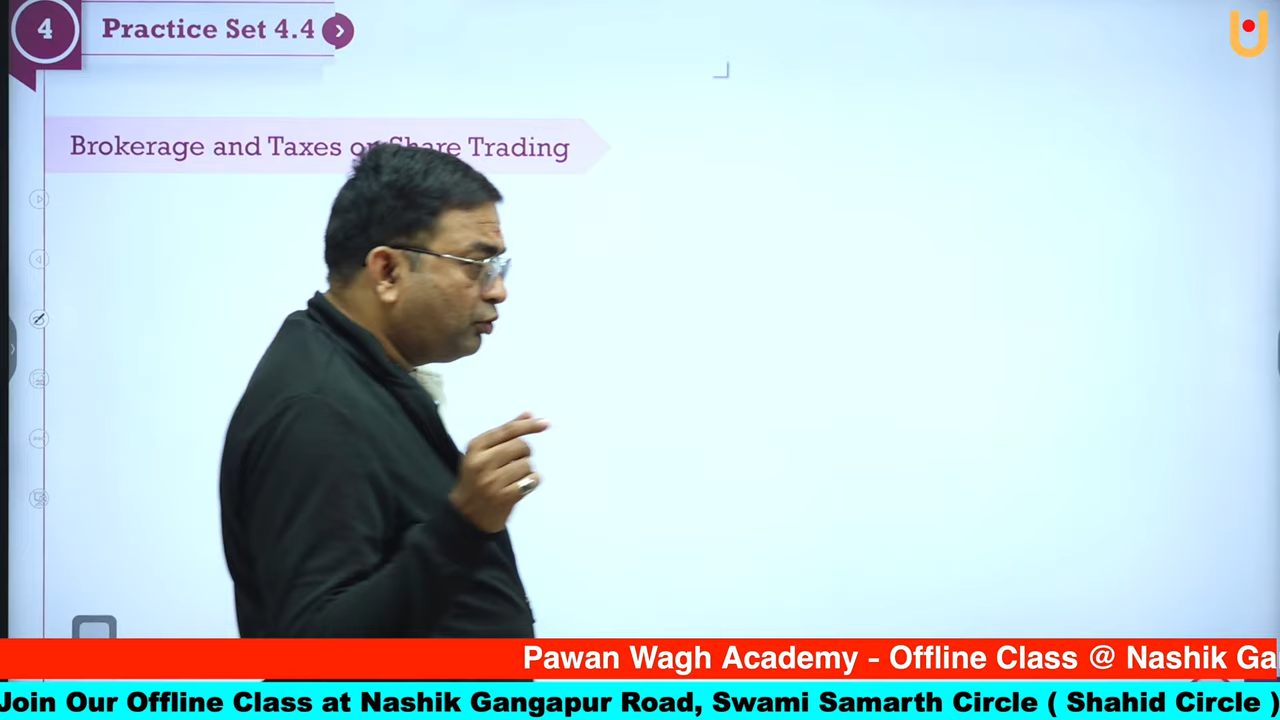 4
Practice Set 4.4
Brokerage and Taxes on Share Trading
Pawan Wagh Academy - Offline Class @ Nashik Ga
Join Our Offline Class at Nashik Gangapur Road, Swami Samarth Circle ( Shahid Circle )